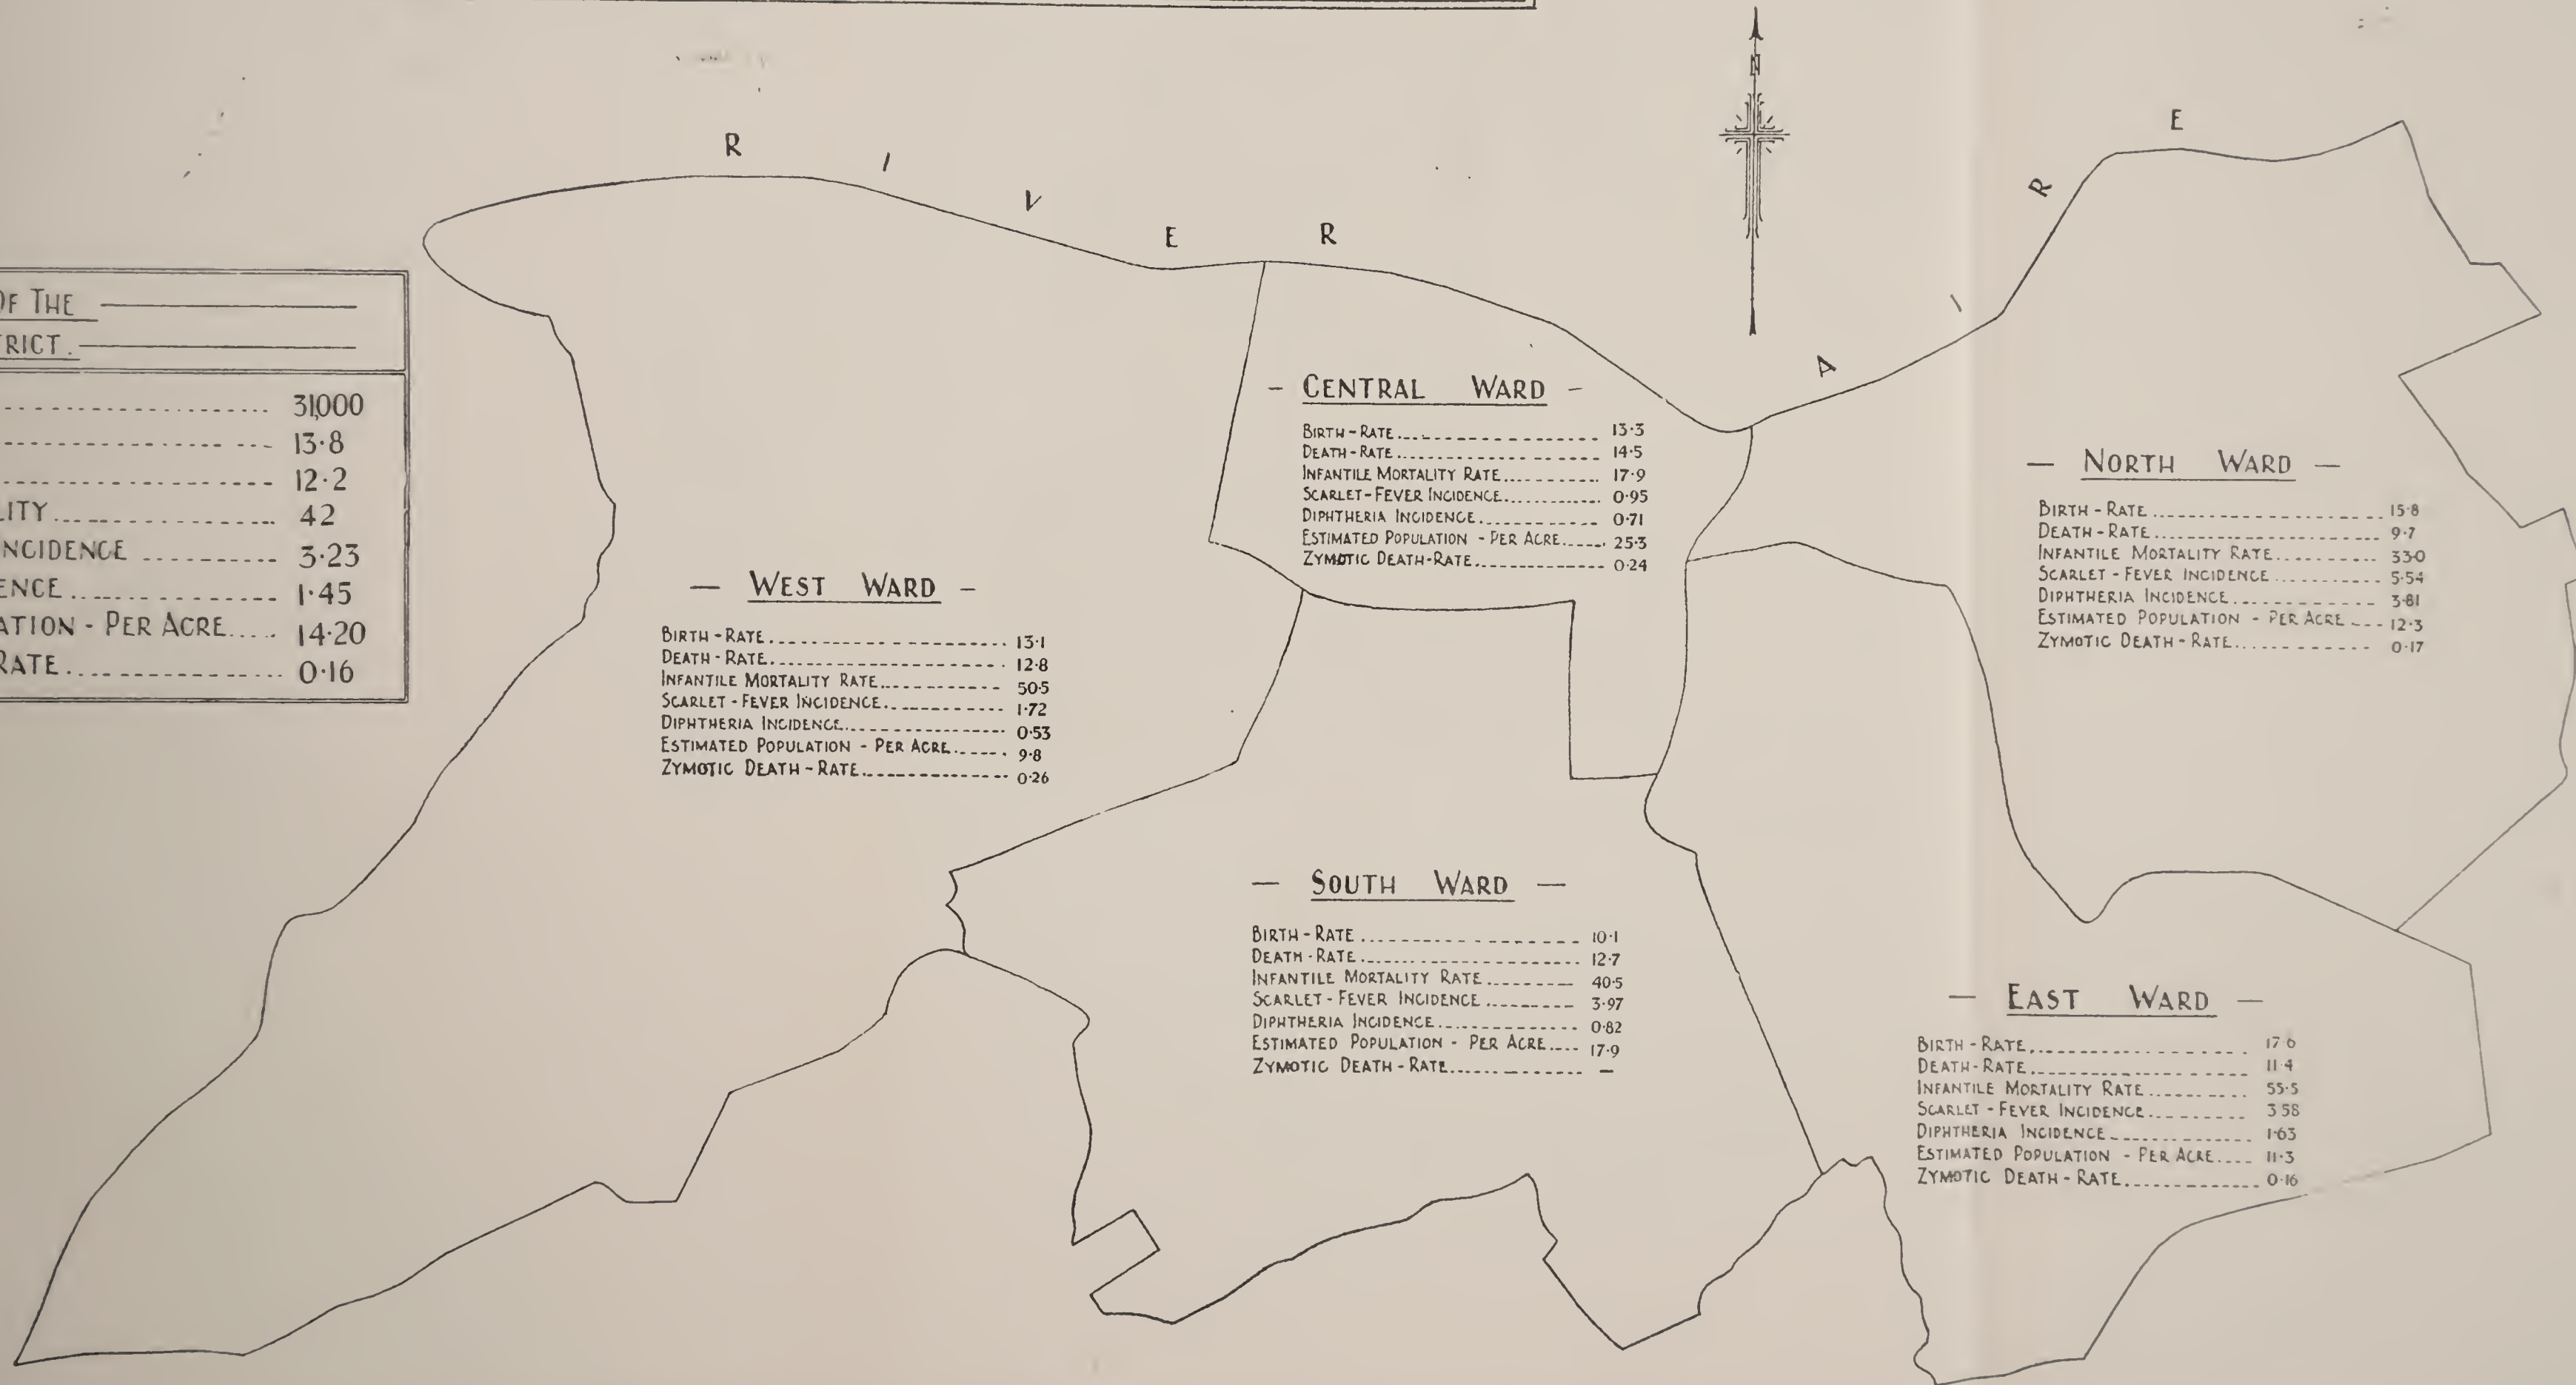 N
RIVER AIRE
OF THE
TRICT.
31,000
13·8
12·2
LITY 42
INCIDENCE 3·23
ENCE 1·45
ATION - PER ACRE 14·20
RATE 0·16
- CENTRAL WARD -
BIRTH-RATE 13·3
DEATH-RATE 14·5
INFANTILE MORTALITY RATE 17·9
SCARLET-FEVER INCIDENCE 0·95
DIPHTHERIA INCIDENCE 0·71
ESTIMATED POPULATION - PER ACRE 25·3
ZYMOTIC DEATH-RATE 0·24
- NORTH WARD -
BIRTH-RATE 15·8
DEATH-RATE 9·7
INFANTILE MORTALITY RATE 33·0
SCARLET-FEVER INCIDENCE 5·54
DIPHTHERIA INCIDENCE 3·81
ESTIMATED POPULATION - PER ACRE 12·3
ZYMOTIC DEATH-RATE 0·17
- WEST WARD -
BIRTH-RATE 13·1
DEATH-RATE 12·8
INFANTILE MORTALITY RATE 50·5
SCARLET-FEVER INCIDENCE 1·72
DIPHTHERIA INCIDENCE 0·53
ESTIMATED POPULATION - PER ACRE 9·8
ZYMOTIC DEATH-RATE 0·26
- SOUTH WARD -
BIRTH-RATE 10·1
DEATH-RATE 12·7
INFANTILE MORTALITY RATE 40·5
SCARLET-FEVER INCIDENCE 3·97
DIPHTHERIA INCIDENCE 0·82
ESTIMATED POPULATION - PER ACRE 17·9
ZYMOTIC DEATH-RATE —
- EAST WARD -
BIRTH-RATE 17·6
DEATH-RATE 11·4
INFANTILE MORTALITY RATE 55·5
SCARLET-FEVER INCIDENCE 3·58
DIPHTHERIA INCIDENCE 1·63
ESTIMATED POPULATION - PER ACRE 11·3
ZYMOTIC DEATH-RATE 0·16